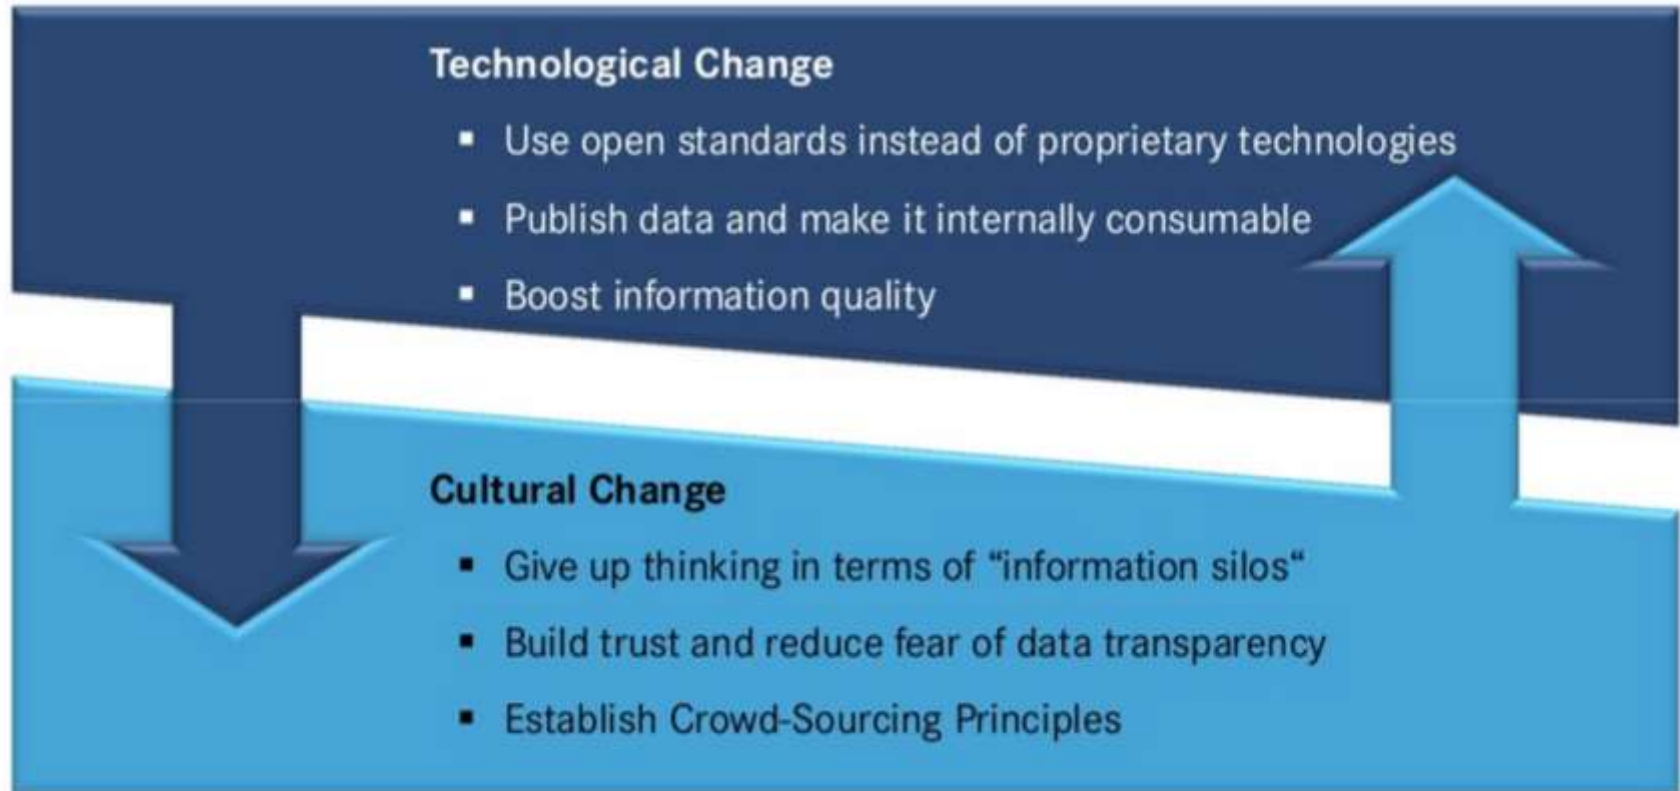 Technological Change
▪ Use open standards instead of proprietary technologies
▪ Publish data and make it internally consumable
▪ Boost information quality
Cultural Change
▪ Give up thinking in terms of “information silos“
▪ Build trust and reduce fear of data transparency
▪ Establish Crowd-Sourcing Principles